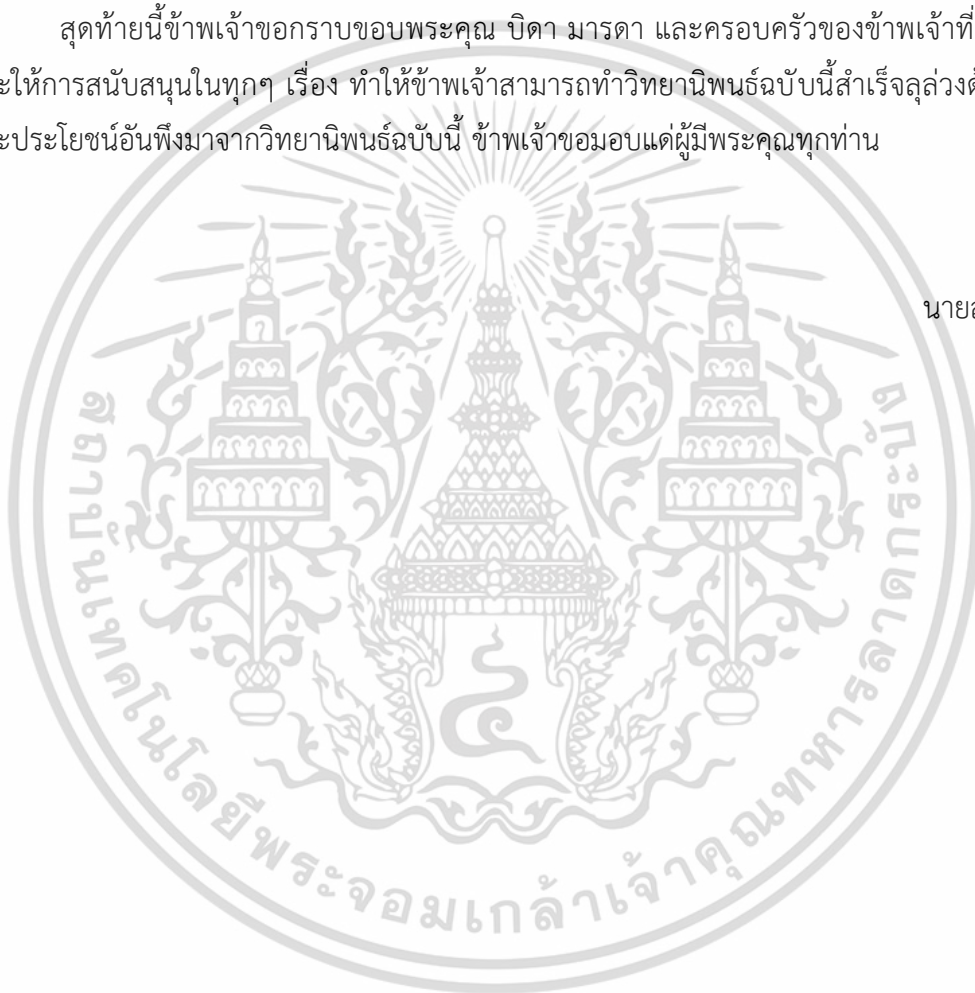 สุดท้ายนี้ข้าพเจ้าขอกราบขอบพระคุณ บิดา มารดา และครอบครัวของข้าพเจ้าที่
ะให้การสนับสนุนในทุกๆ เรื่อง ทำให้ข้าพเจ้าสามารถทำวิทยานิพนธ์ฉบับนี้สำเร็จลุล่วงด้
ะประโยชน์อันพึงมาจากวิทยานิพนธ์ฉบับนี้ ข้าพเจ้าขอมอบแด่ผู้มีพระคุณทุกท่าน
นายส
สถาบันเทคโนโลยีพระจอมเกล้าเจ้าคุณทหารลาดกระบัง
๔